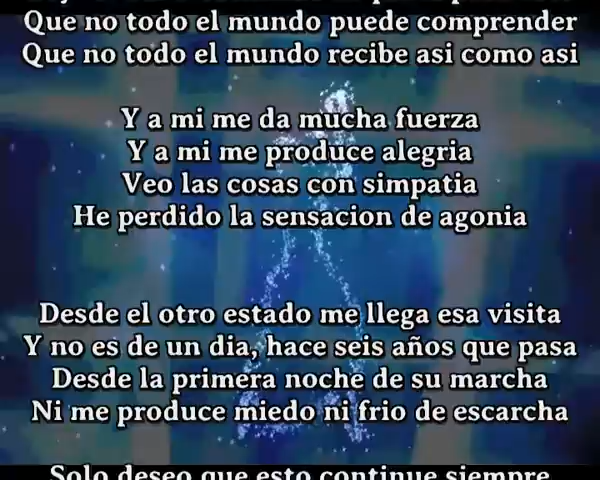 Que no todo el mundo puede comprender
Que no todo el mundo recibe asi como asi
Y a mi me da mucha fuerza
Y a mi me produce alegria
Veo las cosas con simpatia
He perdido la sensacion de agonia
Desde el otro estado me llega esa visita
Y no es de un dia, hace seis años que pasa
Desde la primera noche de su marcha
Ni me produce miedo ni frio de escarcha
Solo deseo que esto continue siempre